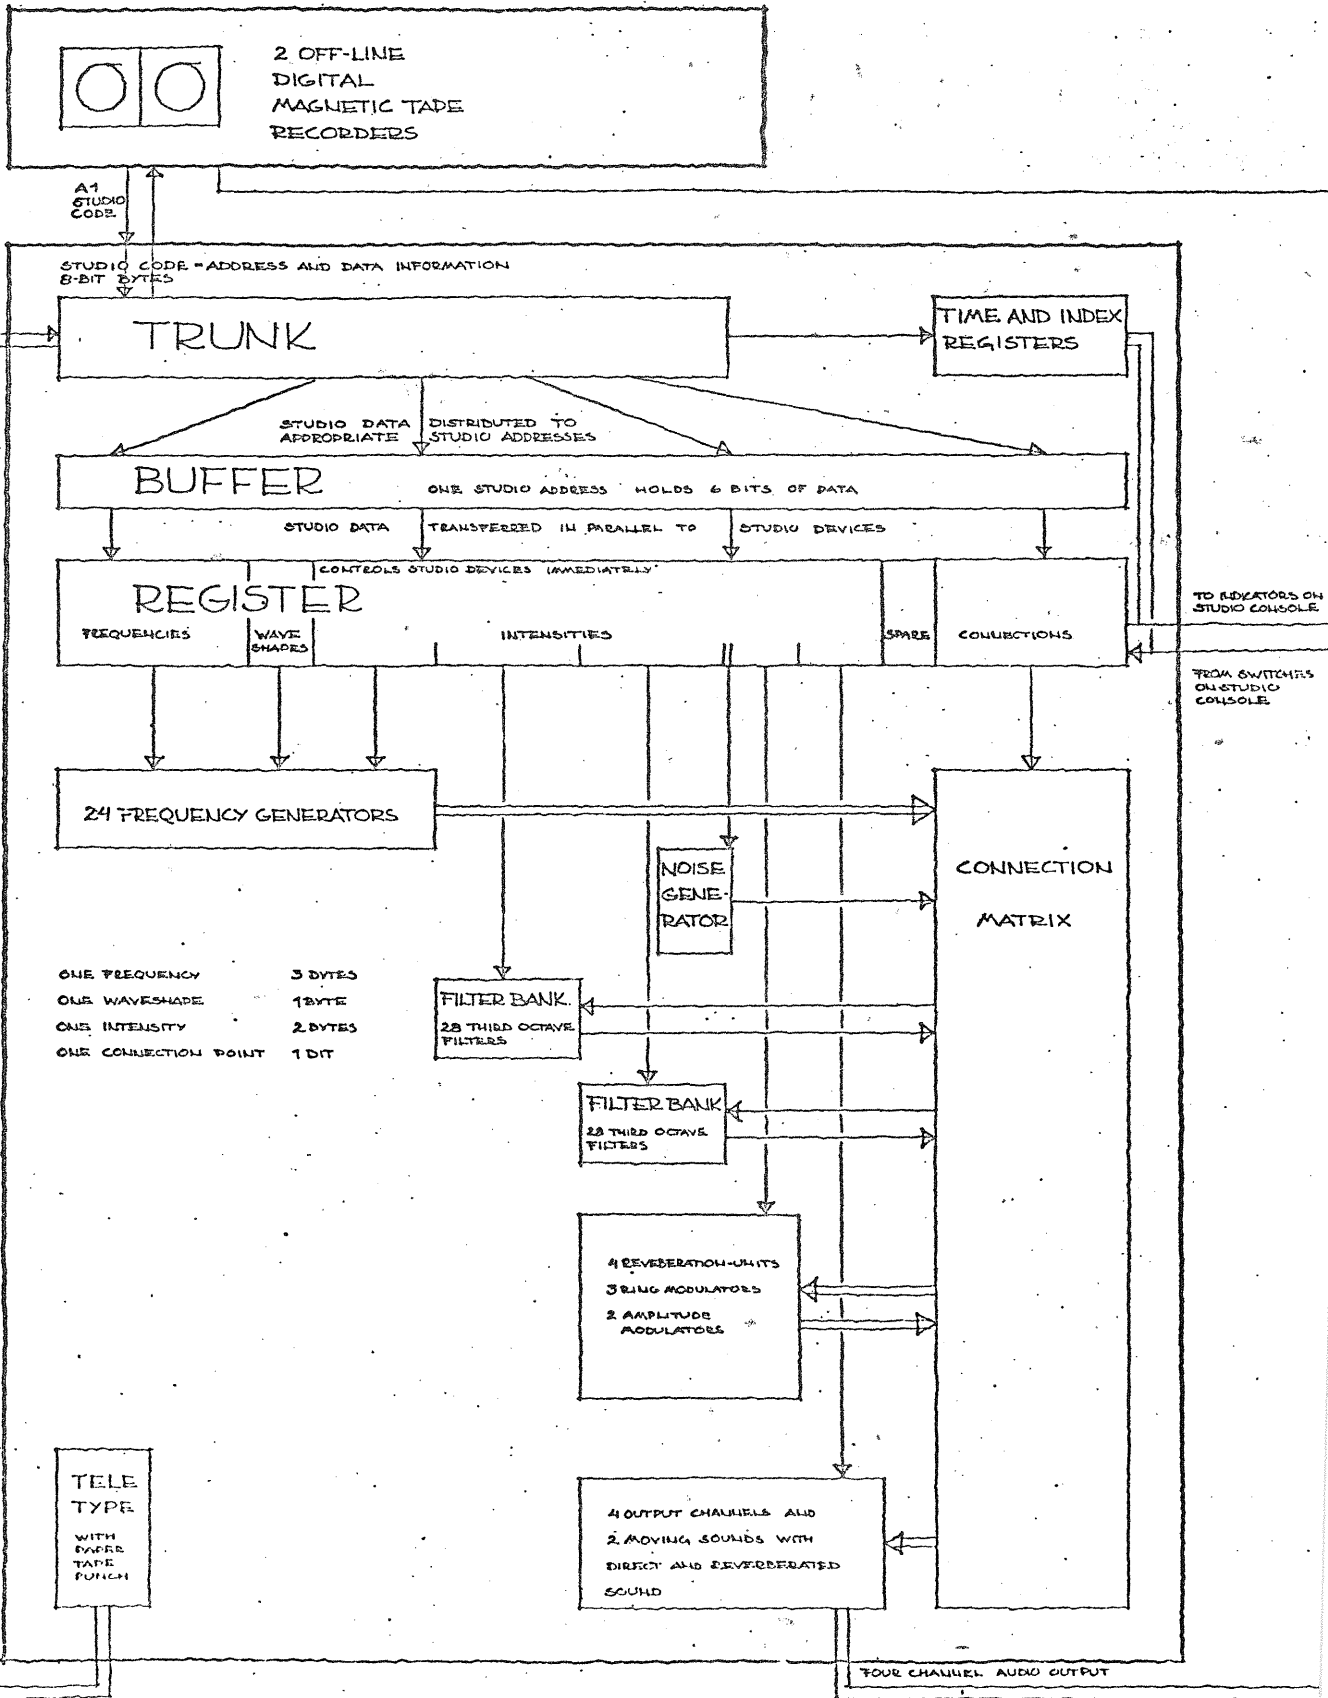 2 OFF-LINE
DIGITAL
MAGNETIC TAPE
RECORDERS
A1
STUDIO
CODE
STUDIO CODE = ADDRESS AND DATA INFORMATION
8-BIT BYTES
TRUNK
TIME AND INDEX
REGISTERS
STUDIO DATA DISTRIBUTED TO
APPROPRIATE STUDIO ADDRESSES
BUFFER
ONE STUDIO ADDRESS HOLDS 6 BITS OF DATA
STUDIO DATA TRANSFERRED IN PARALLEL TO STUDIO DEVICES
CONTROLS STUDIO DEVICES IMMEDIATELY
REGISTER
FREQUENCIES
WAVE
SHAPES
INTENSITIES
SPARE
CONNECTIONS
TO INDICATORS ON
STUDIO CONSOLE
FROM SWITCHES
ON STUDIO
CONSOLE
24 FREQUENCY GENERATORS
NOISE
GENE-
RATOR
CONNECTION
MATRIX
ONE FREQUENCY 3 BYTES
ONE WAVESHAPE 1 BYTE
ONE INTENSITY 2 BYTES
ONE CONNECTION POINT 1 BIT
FILTER BANK.
28 THIRD OCTAVE
FILTERS
FILTER BANK
28 THIRD OCTAVE
FILTERS
4 REVEBERATION-UNITS
3 RING MODULATORS
2 AMPLITUDE
MODULATORS
TELE
TYPE
WITH
PAPER
TAPE
PUNCH
4 OUTPUT CHANNELS AND
2 MOVING SOUNDS WITH
DIRECT AND REVERBERATED
SOUND
FOUR CHANNEL AUDIO OUTPUT